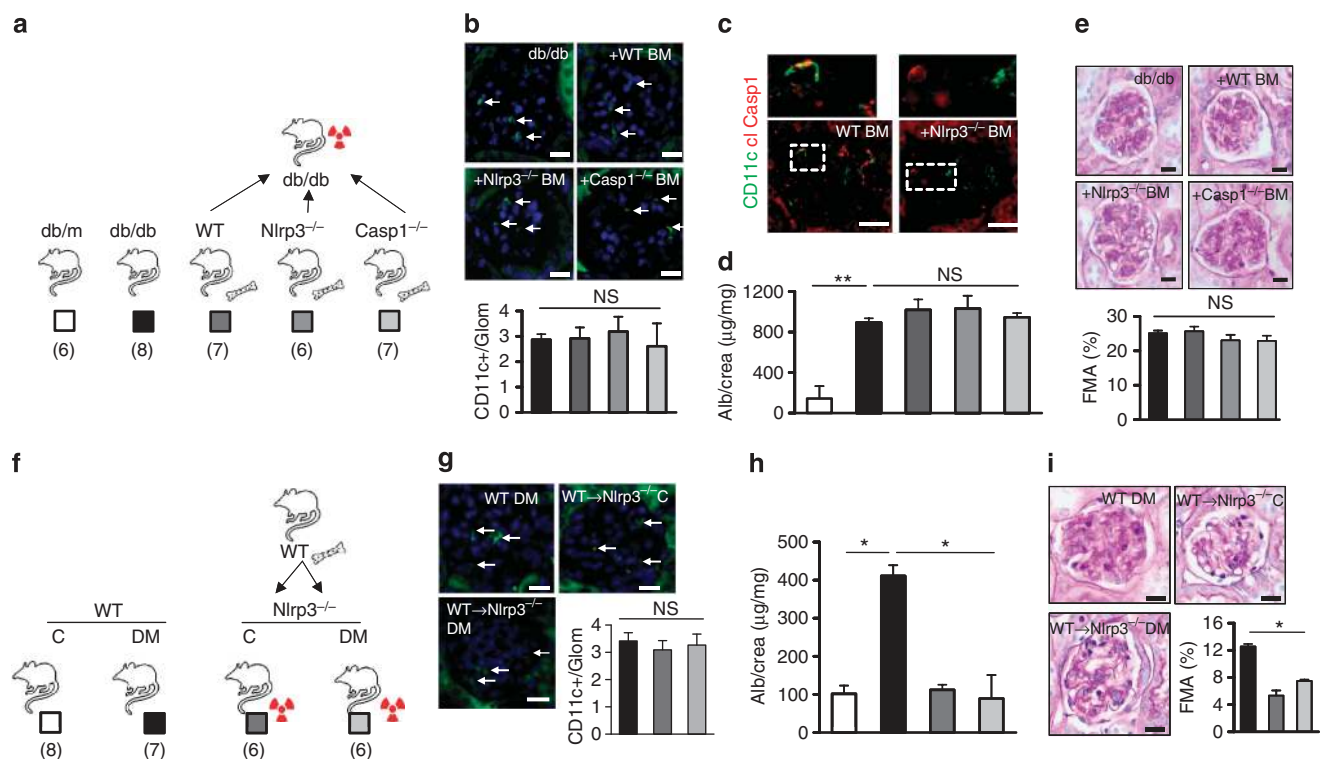 a
db/db
db/m db/db WT Nlrp3–/– Casp1–/–
(6) (8) (7) (6) (7)
b
db/db +WT BM
+Nlrp3–/– BM +Casp1–/– BM
NS
CD11c+/Glom
4
3
2
1
0
c
CD11c cl Casp1
WT BM +Nlrp3–/– BM
d
** NS
Alb/crea (µg/mg)
1200
800
400
0
e
db/db +WT BM
+Nlrp3–/–BM +Casp1–/–BM
NS
FMA (%)
30
20
10
0
f
WT
WT Nlrp3–/–
C DM C DM
(8) (7) (6) (6)
g
WT DM WT→Nlrp3–/–C
WT→Nlrp3–/–
DM
NS
CD11c+/Glom
4
3
2
1
0
h
* *
Alb/crea (µg/mg)
500
400
300
200
100
0
i
WT DM WT→Nlrp3–/–C
WT→Nlrp3–/–DM
*
FMA (%)
16
12
8
4
0